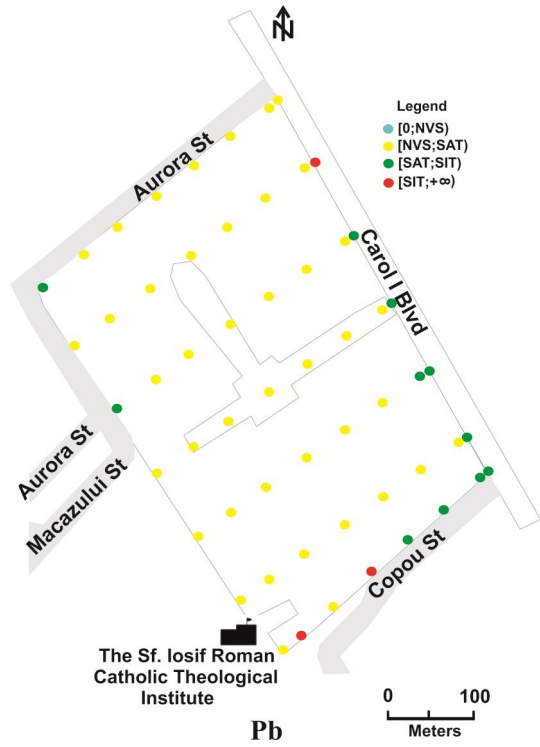 N
Legend
[0;NVS)
[NVS;SAT)
[SAT;SIT)
[SIT;+∞)
Aurora St
Carol I Blvd
Aurora St
Macazului St
Copou St
The Sf. Iosif Roman
Catholic Theological
Institute
0 100
Meters
Pb